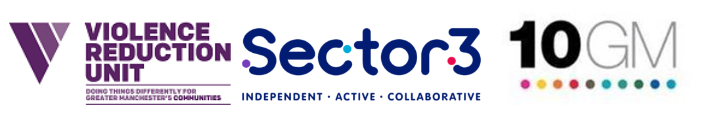 VIOLENCE
REDUCTION
UNIT
DOING THINGS DIFFERENTLY FOR
GREATER MANCHESTER'S COMMUNITIES
Sector3
INDEPENDENT · ACTIVE · COLLABORATIVE
10GM